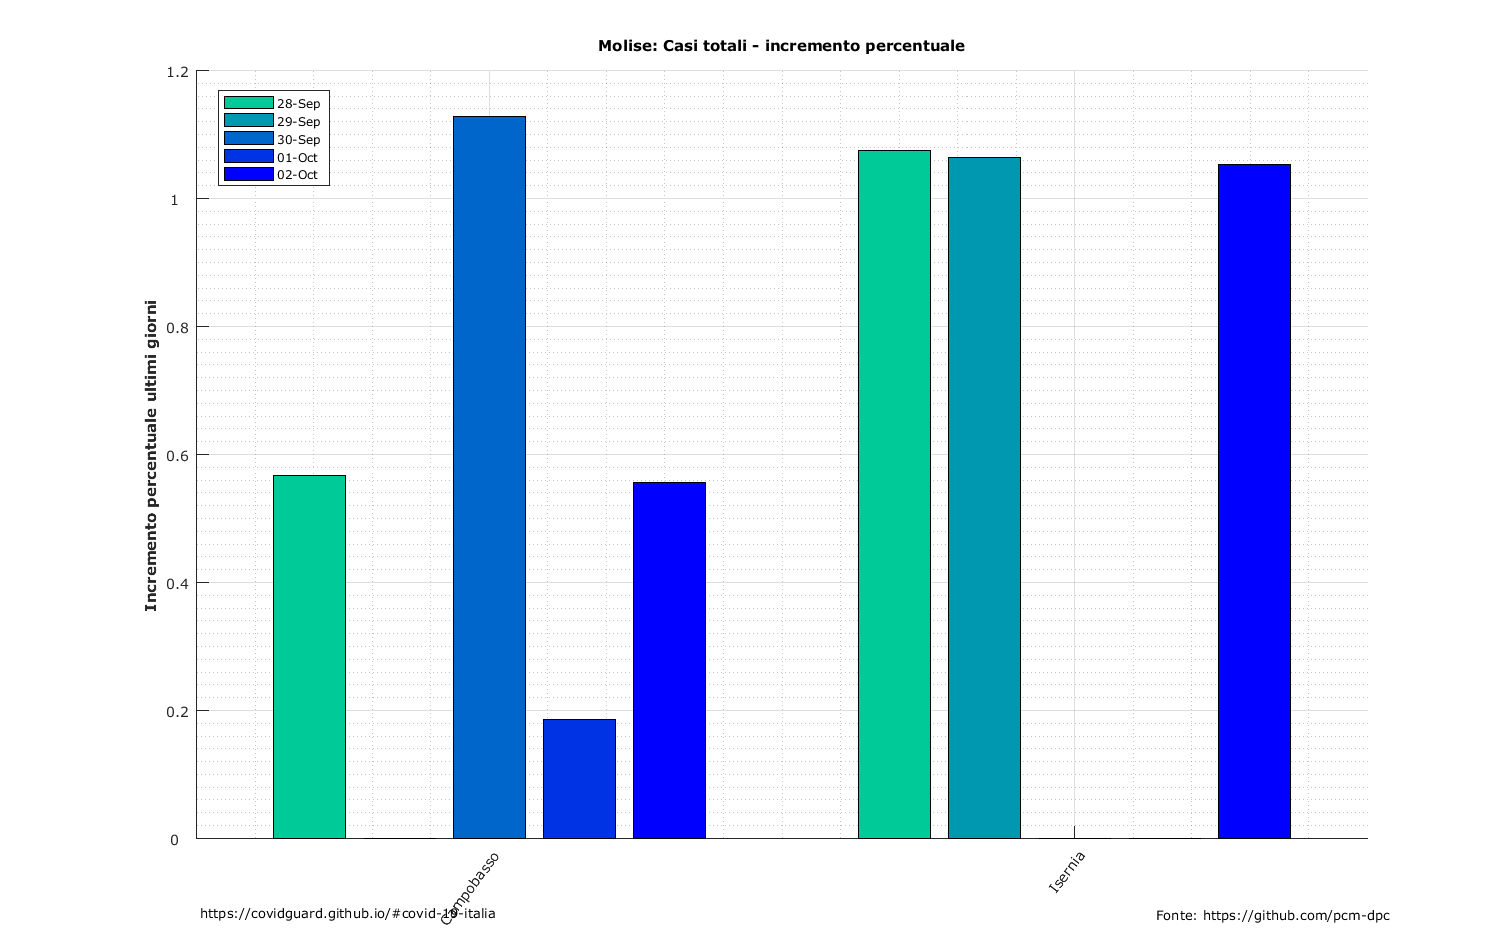 Molise: Casi totali - incremento percentuale
1.2
1
0.8
0.6
0.4
0.2
0
Incremento percentuale ultimi giorni
28-Sep
29-Sep
30-Sep
01-Oct
02-Oct
Campobasso
Isernia
https://covidguard.github.io/#covid-19-italia
Fonte: https://github.com/pcm-dpc